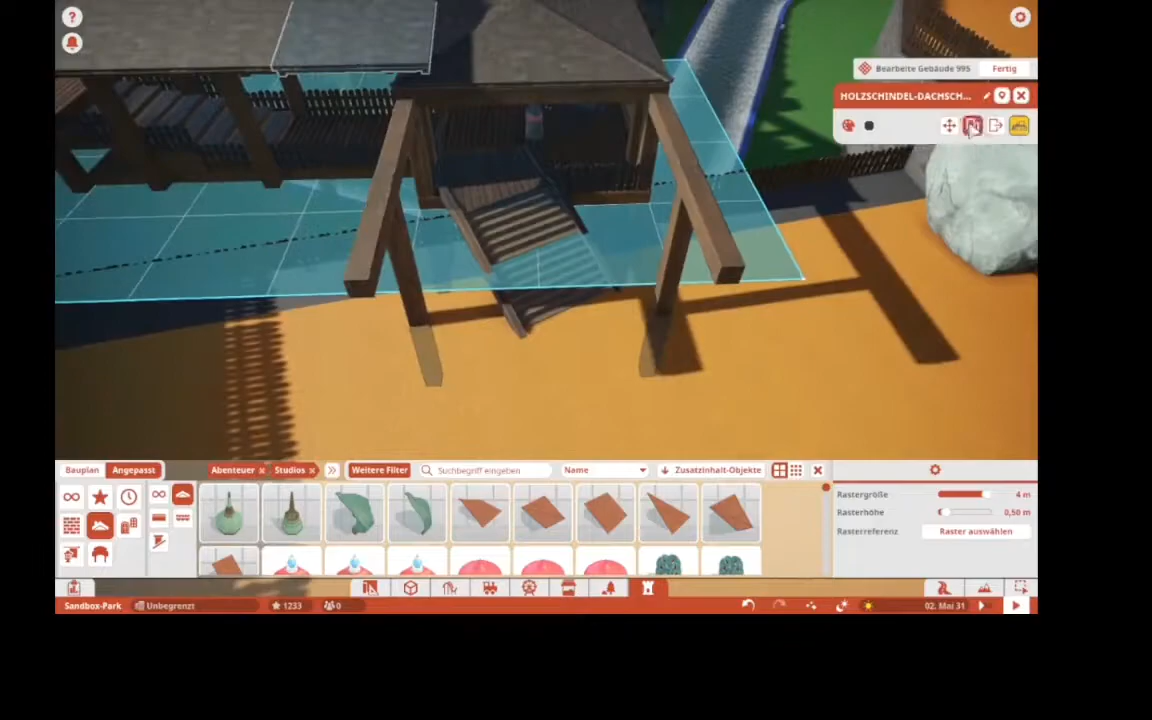 ?
Bearbeite Gebäude 995 Fertig
HOLZSCHINDEL-DACHSCH...
Bauplan Angepasst Abenteuer Studios Weitere Filter Suchbegriff eingeben Name Zusatzinhalt-Objekte
Rastergröße 4 m
Rasterhöhe 0,50 m
Rasterreferenz Raster auswählen
Sandbox-Park Unbegrenzt 1233 0 02. Mai 31